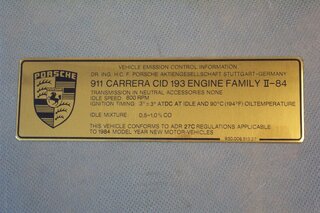 PORSCHE
VEHICLE EMISSION CONTROL INFORMATION
DR. ING. H.C. F. PORSCHE AKTIENGESELLSCHAFT STUTTGART-GERMANY
911 CARRERA CID 193 ENGINE FAMILY II-84
TRANSMISSION IN NEUTRAL ACCESSORIES NONE
IDLE SPEED: 800 RPM
IGNITION TIMING: 3°±3° ATDC AT IDLE AND 90°C (194°F) OILTEMPERATURE
IDLE MIXTURE: 0,5-1,0% CO
THIS VEHICLE CONFORMS TO ADR 27C REGULATIONS APPLICABLE
TO 1984 MODEL YEAR NEW MOTOR-VEHICLES